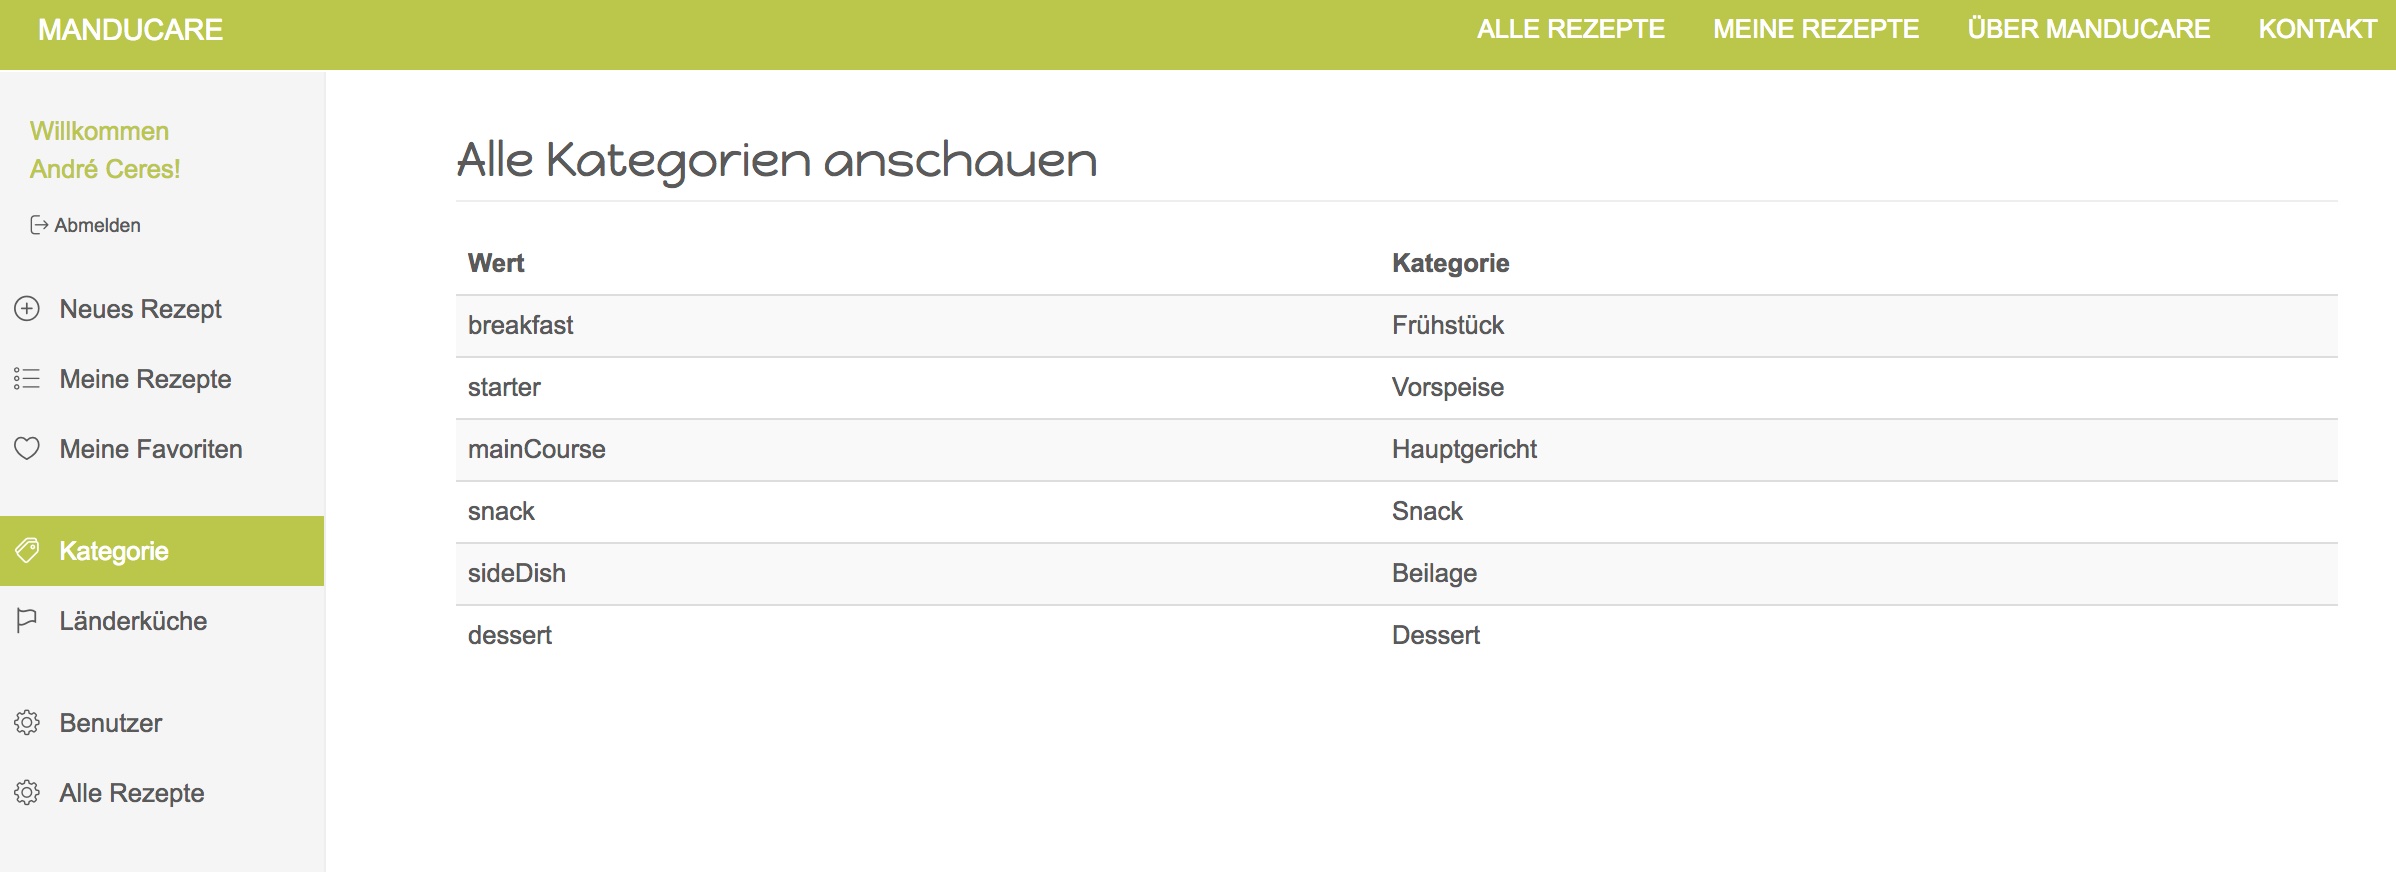 MANDUCARE
ALLE REZEPTE MEINE REZEPTE ÜBER MANDUCARE KONTAKT
Willkommen
André Ceres!
Abmelden
Neues Rezept
Meine Rezepte
Meine Favoriten
Kategorie
Länderküche
Benutzer
Alle Rezepte
Alle Kategorien anschauen
Wert Kategorie
breakfast Frühstück
starter Vorspeise
mainCourse Hauptgericht
snack Snack
sideDish Beilage
dessert Dessert